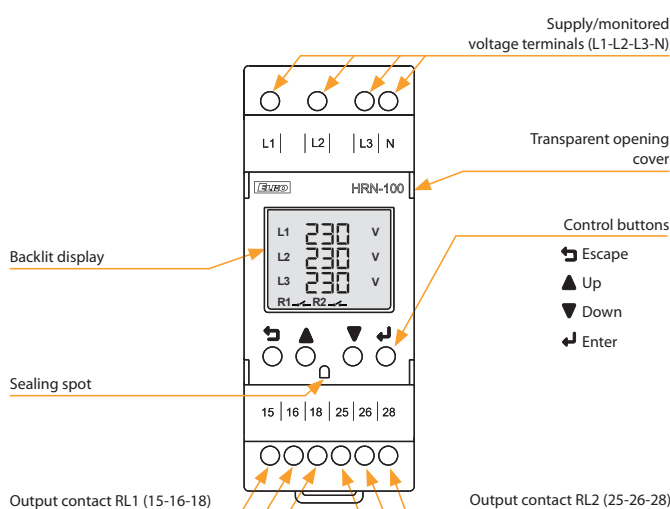 Supply/monitored
voltage terminals (L1-L2-L3-N)
L1 L2 L3 N
Transparent opening
cover
ELKO HRN-100
Control buttons
Escape
Up
Down
Enter
L1 230 V
L2 230 V
L3 230 V
R1 R2
Backlit display
Sealing spot
15 16 18 25 26 28
Output contact RL1 (15-16-18)
Output contact RL2 (25-26-28)